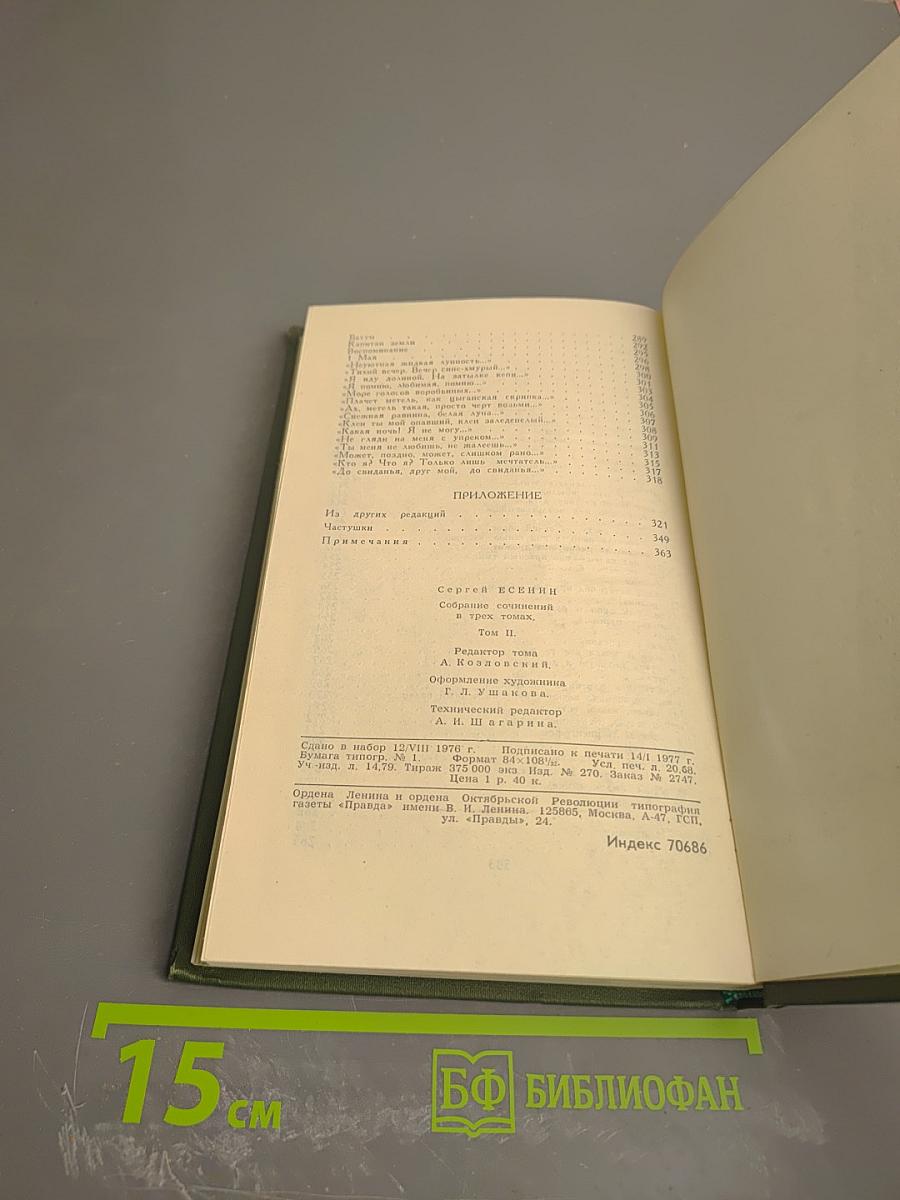 Батум . . . . . . . . . . 289
Капитан земли . . . . . . . . . . 292
Воспоминание . . . . . . . . . . 295
1 Мая . . . . . . . . . . 296
«Неуютная жидкая лунность...» . . . . . . 298
«Тихий вечер. Вечер сине-хмурый...» . . . . . . 300
«Я иду долиной. На затылке кепи...» . . . . . . 301
«Я помню, любимая, помню...» . . . . . . 303
«Море голосов воробьиных...» . . . . . . 304
«Плачет метель, как цыганская скрипка...» . . . . . . 305
«Ах, метель такая, просто черт возьми...» . . . . . . 306
«Снежная равнина, белая луна...» . . . . . . 307
«Клен ты мой опавший, клен заледенелый...» . . . . . . 308
«Какая ночь! Я не могу...» . . . . . . 309
«Не гляди на меня с упреком...» . . . . . . 311
«Ты меня не любишь, не жалеешь...» . . . . . . 313
«Может, поздно, может, слишком рано...» . . . . . . 315
«Кто я? Что я? Только лишь мечтатель...» . . . . . . 317
«До свиданья, друг мой, до свиданья...» . . . . . . 318
ПРИЛОЖЕНИЕ
Из других редакций . . . . . . . . . . 321
Частушки . . . . . . . . . . 349
Примечания . . . . . . . . . . 363
Сергей ЕСЕНИН
Собрание сочинений
в трех томах.
Том II.
Редактор тома
А. Козловский.
Оформление художника
Г. Л. Ушакова.
Технический редактор
А. И. Шагарина.
Сдано в набор 12/VIII 1976 г. Подписано к печати 14/I 1977 г.
Бумага типогр. № 1. Формат 84×108¹/₃₂. Усл. печ. л. 20,68.
Уч.-изд. л. 14,79. Тираж 375 000 экз. Изд. № 270. Заказ № 2747.
Цена 1 р. 40 к.
Ордена Ленина и ордена Октябрьской Революции типография
газеты «Правда» имени В. И. Ленина. 125865, Москва, А-47, ГСП,
ул. «Правды», 24.
Индекс 70686
15 см
БФ БИБЛИОФАН